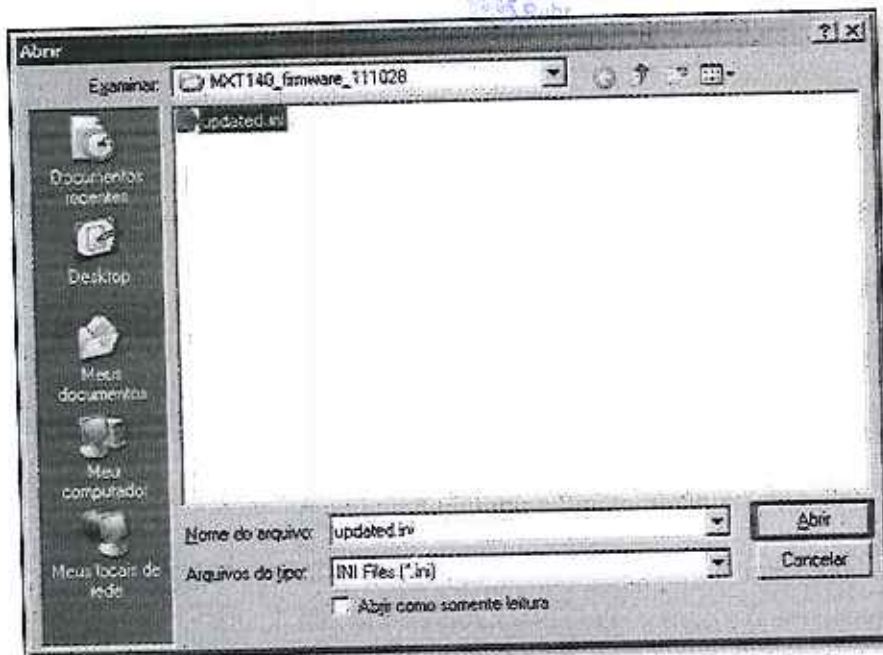 Abrir
Examinar: MXT140_firmware_111028
updated.ini
Documentos recentes
Desktop
Meus documentos
Meu computador
Meus locais de rede
Nome do arquivo: updated.ini
Abrir
Arquivos do tipo: INI Files (*.ini)
Cancelar
Abrir como somente leitura